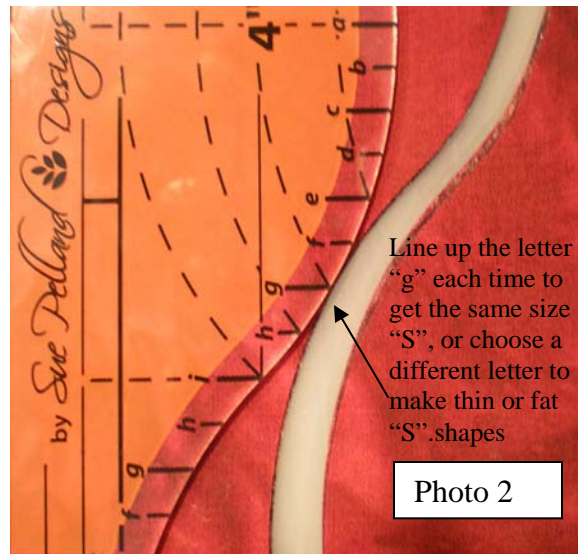 by Sue Pelland Designs
4"
a
b
c
d
e
f
g
h
i
h
g
f
Line up the letter
“g” each time to
get the same size
“S”, or choose a
different letter to
make thin or fat
“S”.shapes
Photo 2